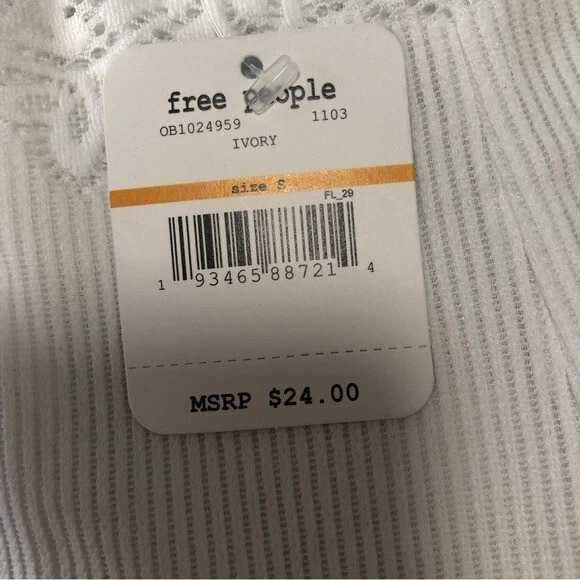 free people
OB1024959 1103
IVORY
size S
FL_29
1 93465 88721 4
MSRP $24.00